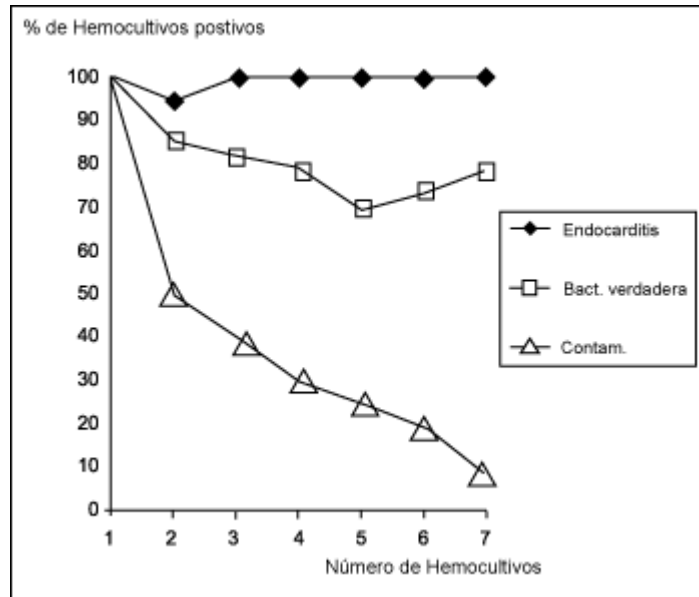 % de Hemocultivos postivos
100
90
80
70
60
50
40
30
20
10
0
1 2 3 4 5 6 7
Número de Hemocultivos
Endocarditis
Bact. verdadera
Contam.